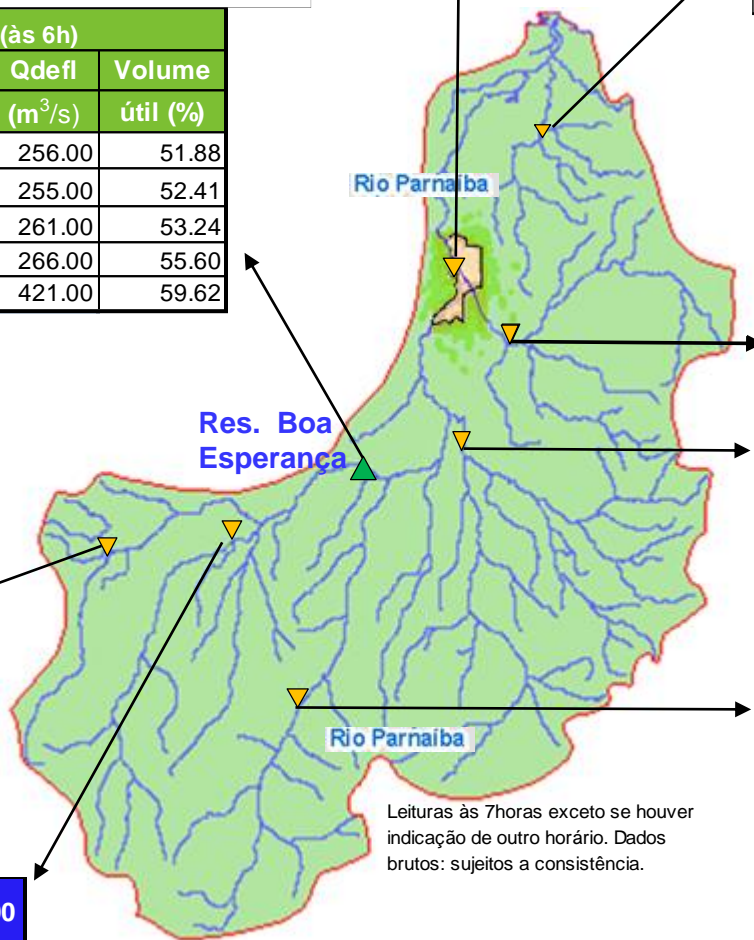 (às 6h)
Qdefl Volume
(m³/s) útil (%)
256.00 51.88
255.00 52.41
261.00 53.24
266.00 55.60
421.00 59.62
Rio Parnaíba
Res. Boa
Esperança
Rio Parnaíba
Leituras às 7horas exceto se houver
indicação de outro horário. Dados
brutos: sujeitos a consistência.